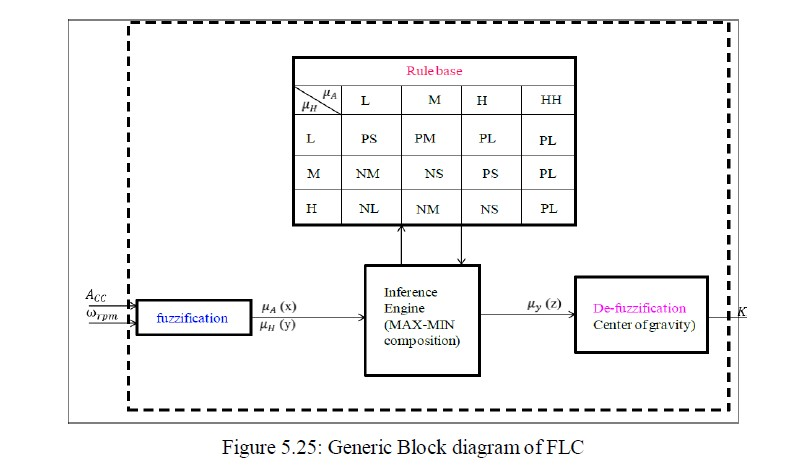 Rule base
μA
μH
L M H HH
L PS PM PL PL
M NM NS PS PL
H NL NM NS PL
ACC
ωrpm
fuzzification
μA (x)
μH (y)
Inference
Engine
(MAX-MIN
composition)
μy (z)
De-fuzzification
Center of gravity)
K
Figure 5.25: Generic Block diagram of FLC